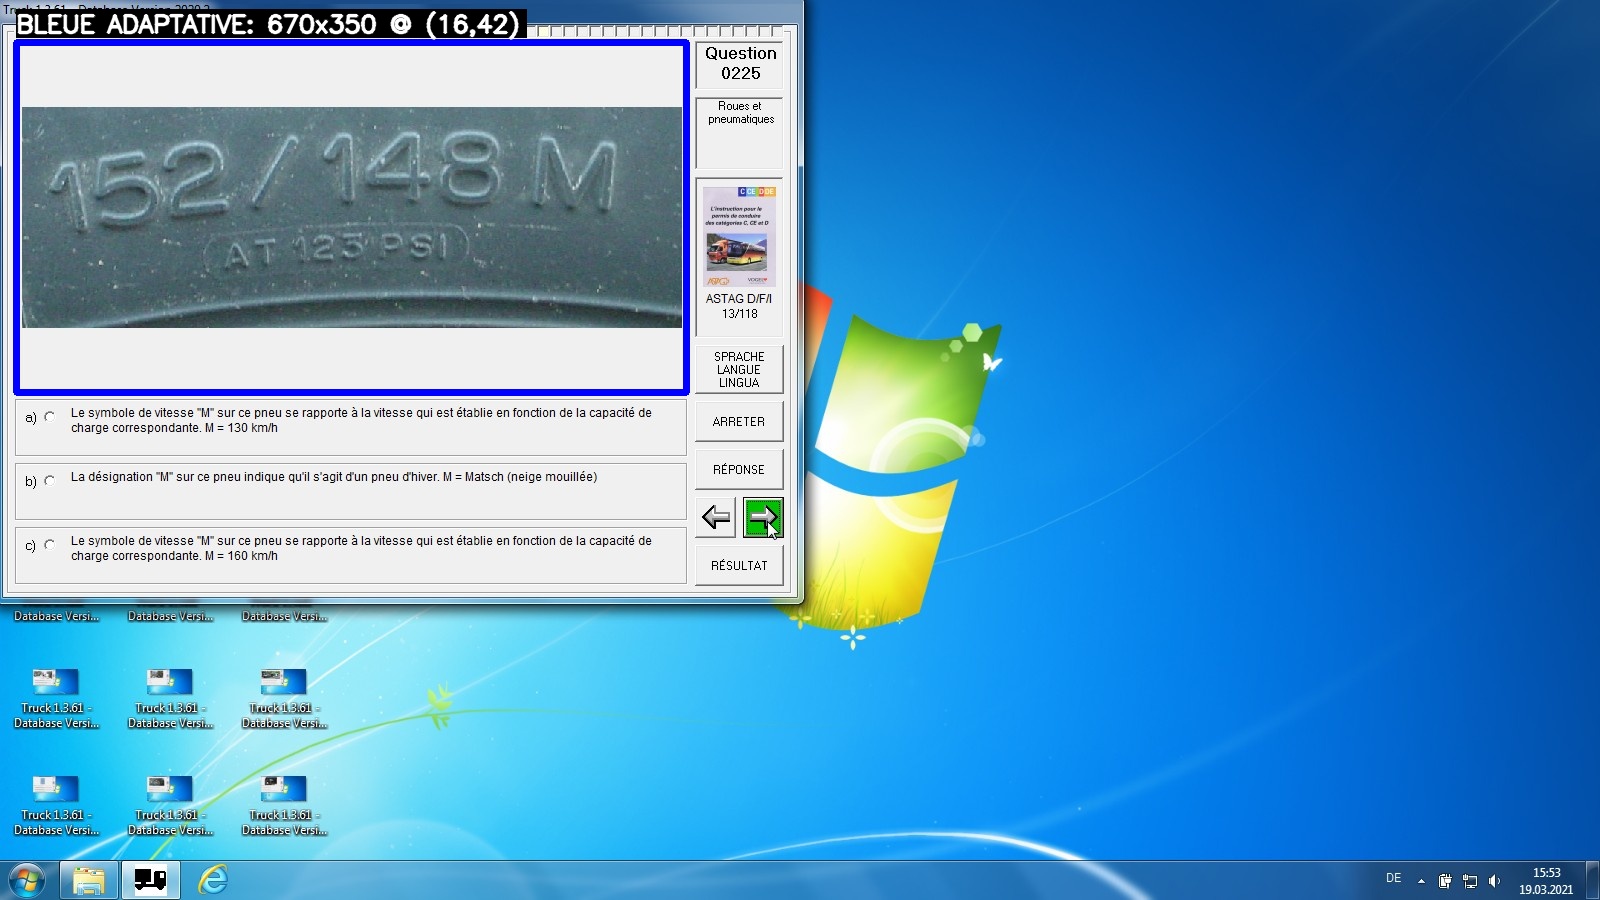 BLEUE ADAPTATIVE: 670x350 @ (16,42)
152/148 M
AT 123 PSI
Question
0225
Roues et
pneumatiques
C CE D DE
L'instruction pour le
permis de conduire
des catégories C, CE et D
ASTAG D/F/I
13/118
SPRACHE
LANGUE
LINGUA
ARRETER
RÉPONSE
RÉSULTAT
a) Le symbole de vitesse "M" sur ce pneu se rapporte à la vitesse qui est établie en fonction de la capacité de
charge correspondante. M = 130 km/h
b) La désignation "M" sur ce pneu indique qu'il s'agit d'un pneu d'hiver. M = Matsch (neige mouillée)
c) Le symbole de vitesse "M" sur ce pneu se rapporte à la vitesse qui est établie en fonction de la capacité de
charge correspondante. M = 160 km/h
Database Versi...
Database Versi...
Database Versi...
Truck 1.3.61 -
Database Versi...
Truck 1.3.61 -
Database Versi...
Truck 1.3.61 -
Database Versi...
Truck 1.3.61 -
Database Versi...
Truck 1.3.61 -
Database Versi...
Truck 1.3.61 -
Database Versi...
DE
15:53
19.03.2021